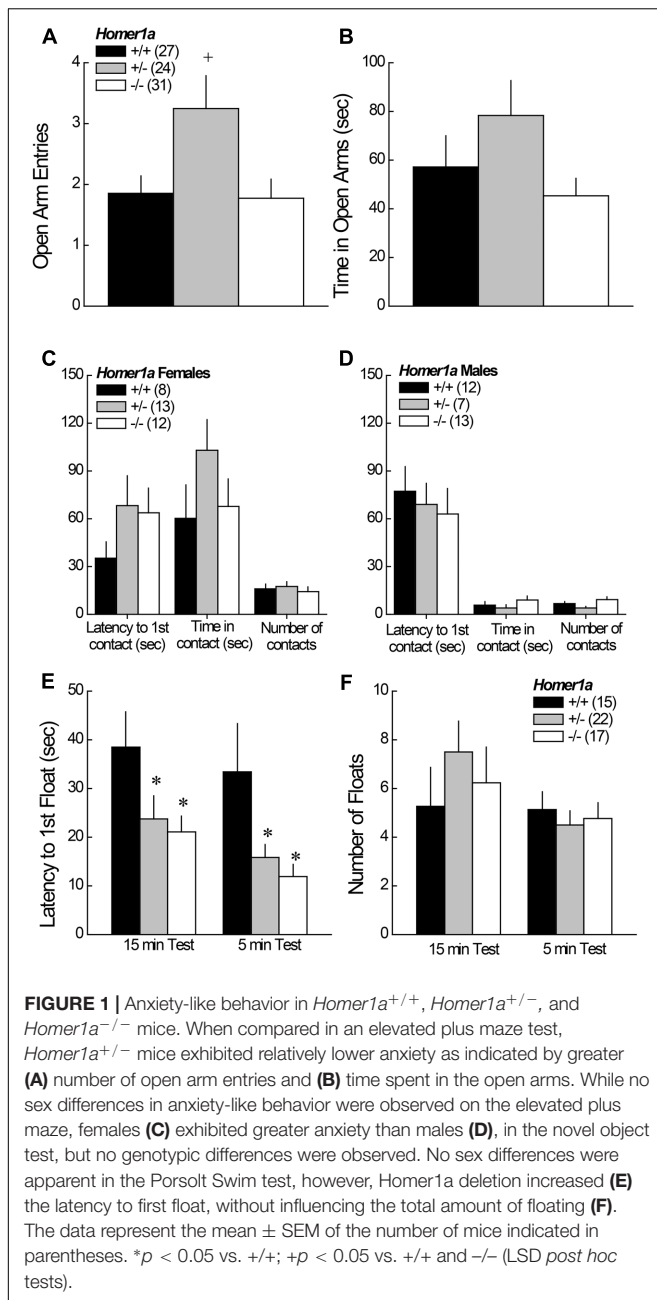 A
Homer1a
+/+ (27)
+/- (24)
-/- (31)
+
Open Arm Entries
4
3
2
1
0
B
Time in Open Arms (sec)
100
80
60
40
20
0
C
Homer1a Females
+/+ (8)
+/- (13)
-/- (12)
150
120
90
60
30
0
Latency to 1st contact (sec)
Time in contact (sec)
Number of contacts
D
Homer1a Males
+/+ (12)
+/- (7)
-/- (13)
150
120
90
60
30
0
Latency to 1st contact (sec)
Time in contact (sec)
Number of contacts
E
Latency to 1st Float (sec)
50
40
30
20
10
0
* *
* *
15 min Test
5 min Test
F
Homer1a
+/+ (15)
+/- (22)
-/- (17)
Number of Floats
10
8
6
4
2
0
15 min Test
5 min Test
FIGURE 1 | Anxiety-like behavior in Homer1a+/+, Homer1a+/−, and
Homer1a−/− mice. When compared in an elevated plus maze test,
Homer1a+/− mice exhibited relatively lower anxiety as indicated by greater
(A) number of open arm entries and (B) time spent in the open arms. While no
sex differences in anxiety-like behavior were observed on the elevated plus
maze, females (C) exhibited greater anxiety than males (D), in the novel object
test, but no genotypic differences were observed. No sex differences were
apparent in the Porsolt Swim test, however, Homer1a deletion increased (E)
the latency to first float, without influencing the total amount of floating (F).
The data represent the mean ± SEM of the number of mice indicated in
parentheses. *p < 0.05 vs. +/+; +p < 0.05 vs. +/+ and –/– (LSD post hoc
tests).